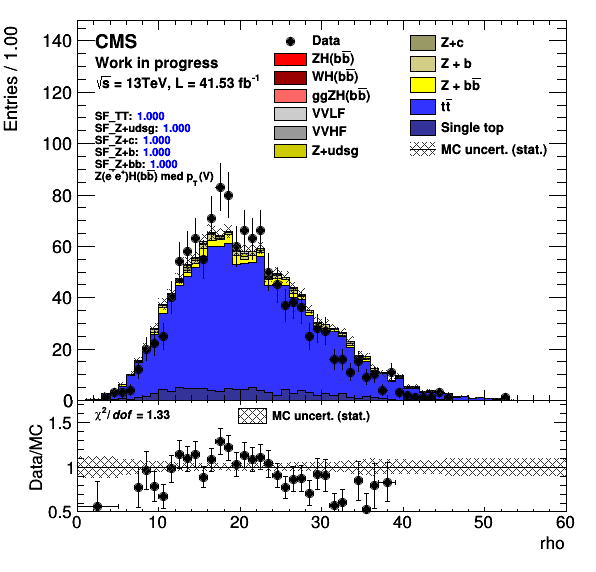 Entries / 1.00
140
120
100
80
60
40
20
0
CMS
Work in progress
√s = 13TeV, L = 41.53 fb⁻¹
SF_TT: 1.000
SF_Z+udsg: 1.000
SF_Z+c: 1.000
SF_Z+b: 1.000
SF_Z+bb: 1.000
Z(e⁻e⁺)H(bb̅) med p_T(V)
Data
ZH(bb̅)
WH(bb̅)
ggZH(bb̅)
VVLF
VVHF
Z+udsg
Z+c
Z + b
Z + bb̅
tt̅
Single top
MC uncert. (stat.)
Data/MC
1.5
1
0.5
χ²/dof = 1.33
MC uncert. (stat.)
0 10 20 30 40 50 60
rho